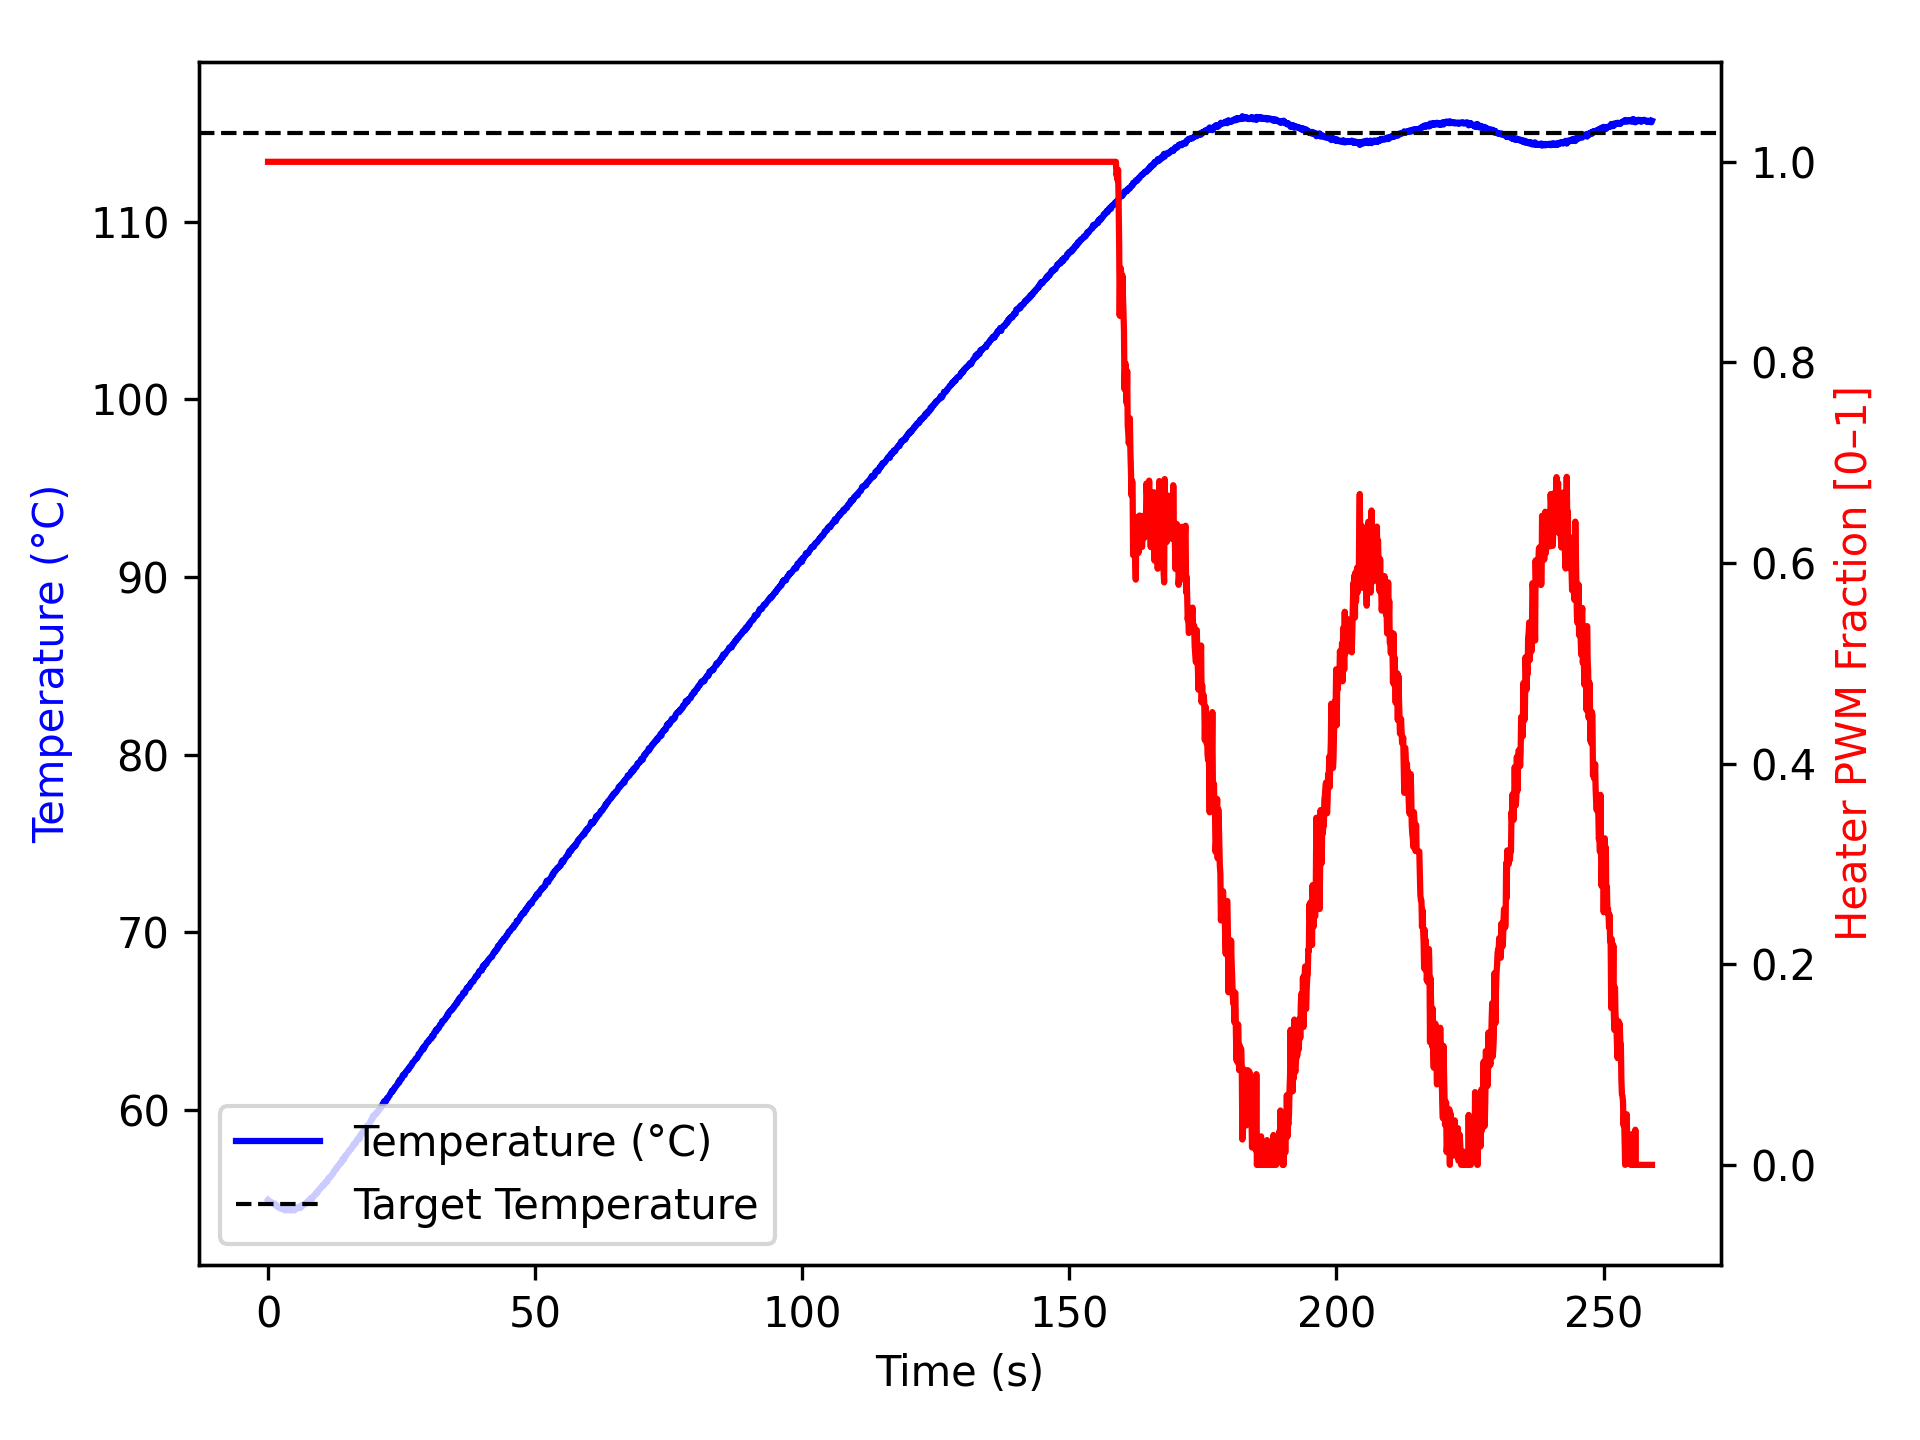 110
100
90
80
70
60
Temperature (°C)
1.0
0.8
0.6
0.4
0.2
0.0
Heater PWM Fraction [0–1]
Temperature (°C)
Target Temperature
0 50 100 150 200 250
Time (s)